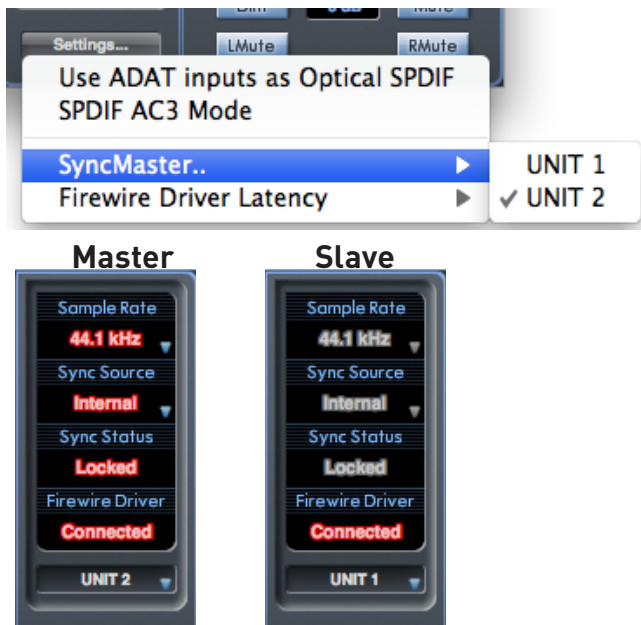 Settings...
LMute
RMute
Use ADAT inputs as Optical SPDIF
SPDIF AC3 Mode
SyncMaster..
UNIT 1
Firewire Driver Latency
✓ UNIT 2
Master
Slave
Sample Rate
44.1 kHz
Sync Source
Internal
Sync Status
Locked
Firewire Driver
Connected
UNIT 2
Sample Rate
44.1 kHz
Sync Source
Internal
Sync Status
Locked
Firewire Driver
Connected
UNIT 1